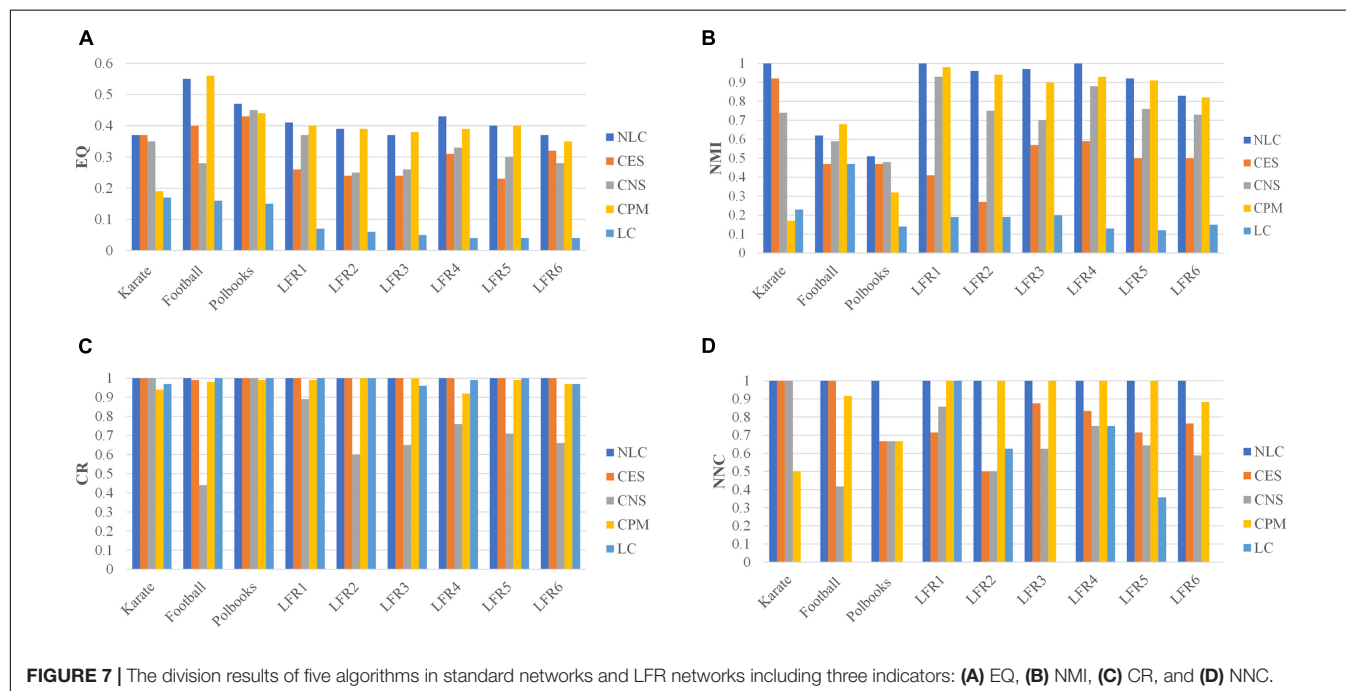 A
EQ
0.6
0.5
0.4
0.3
0.2
0.1
0
Karate
Football
Polbooks
LFR1
LFR2
LFR3
LFR4
LFR5
LFR6
NLC
CES
CNS
CPM
LC
B
NMI
1
0.9
0.8
0.7
0.6
0.5
0.4
0.3
0.2
0.1
0
Karate
Football
Polbooks
LFR1
LFR2
LFR3
LFR4
LFR5
LFR6
NLC
CES
CNS
CPM
LC
C
CR
1
0.9
0.8
0.7
0.6
0.5
0.4
0.3
0.2
0.1
0
Karate
Football
Polbooks
LFR1
LFR2
LFR3
LFR4
LFR5
LFR6
NLC
CES
CNS
CPM
LC
D
NNC
1
0.9
0.8
0.7
0.6
0.5
0.4
0.3
0.2
0.1
0
Karate
Football
Polbooks
LFR1
LFR2
LFR3
LFR4
LFR5
LFR6
NLC
CES
CNS
CPM
LC
FIGURE 7 | The division results of five algorithms in standard networks and LFR networks including three indicators: (A) EQ, (B) NMI, (C) CR, and (D) NNC.